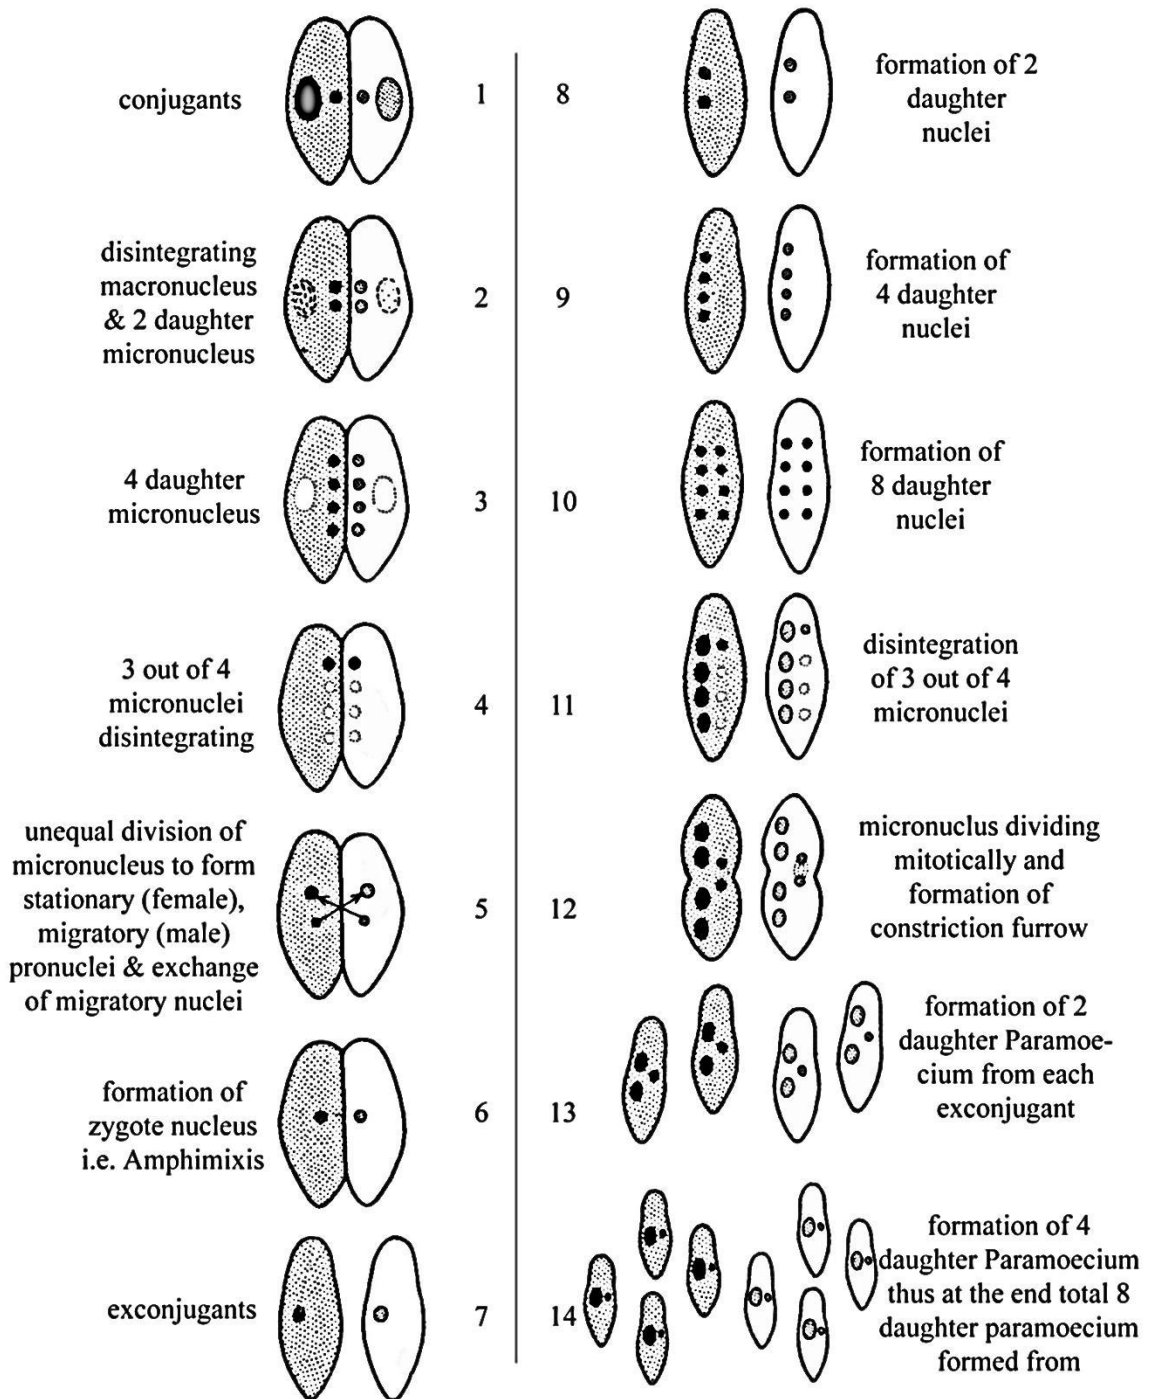 conjugants
1
disintegrating
macronucleus
& 2 daughter
micronucleus
2
4 daughter
micronucleus
3
3 out of 4
micronuclei
disintegrating
4
unequal division of
micronucleus to form
stationary (female),
migratory (male)
pronuclei & exchange
of migratory nuclei
5
formation of
zygote nucleus
i.e. Amphimixis
6
exconjugants
7
8
formation of 2
daughter
nuclei
9
formation of
4 daughter
nuclei
10
formation of
8 daughter
nuclei
11
disintegration
of 3 out of 4
micronuclei
12
micronuclus dividing
mitotically and
formation of
constriction furrow
13
formation of 2
daughter Paramoe-
cium from each
exconjugant
14
formation of 4
daughter Paramoecium
thus at the end total 8
daughter paramoecium
formed from